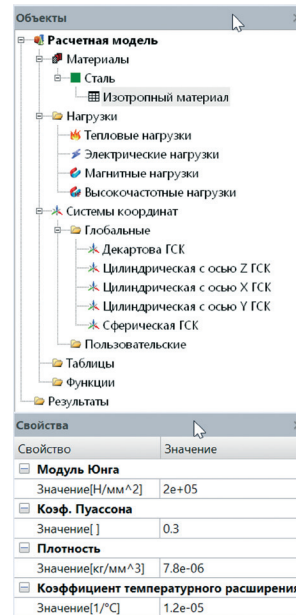 Объекты
Расчетная модель
Материалы
Сталь
Изотропный материал
Нагрузки
Тепловые нагрузки
Электрические нагрузки
Магнитные нагрузки
Высокочастотные нагрузки
Системы координат
Глобальные
Декартова ГСК
Цилиндрическая с осью Z ГСК
Цилиндрическая с осью X ГСК
Цилиндрическая с осью Y ГСК
Сферическая ГСК
Пользовательские
Таблицы
Функции
Результаты
Свойства
Свойство Значение
Модуль Юнга
Значение[Н/мм^2] 2e+05
Коэф. Пуассона
Значение[ ] 0.3
Плотность
Значение[кг/мм^3] 7.8e-06
Коэффициент температурного расширения
Значение[1/°C] 1.2e-05